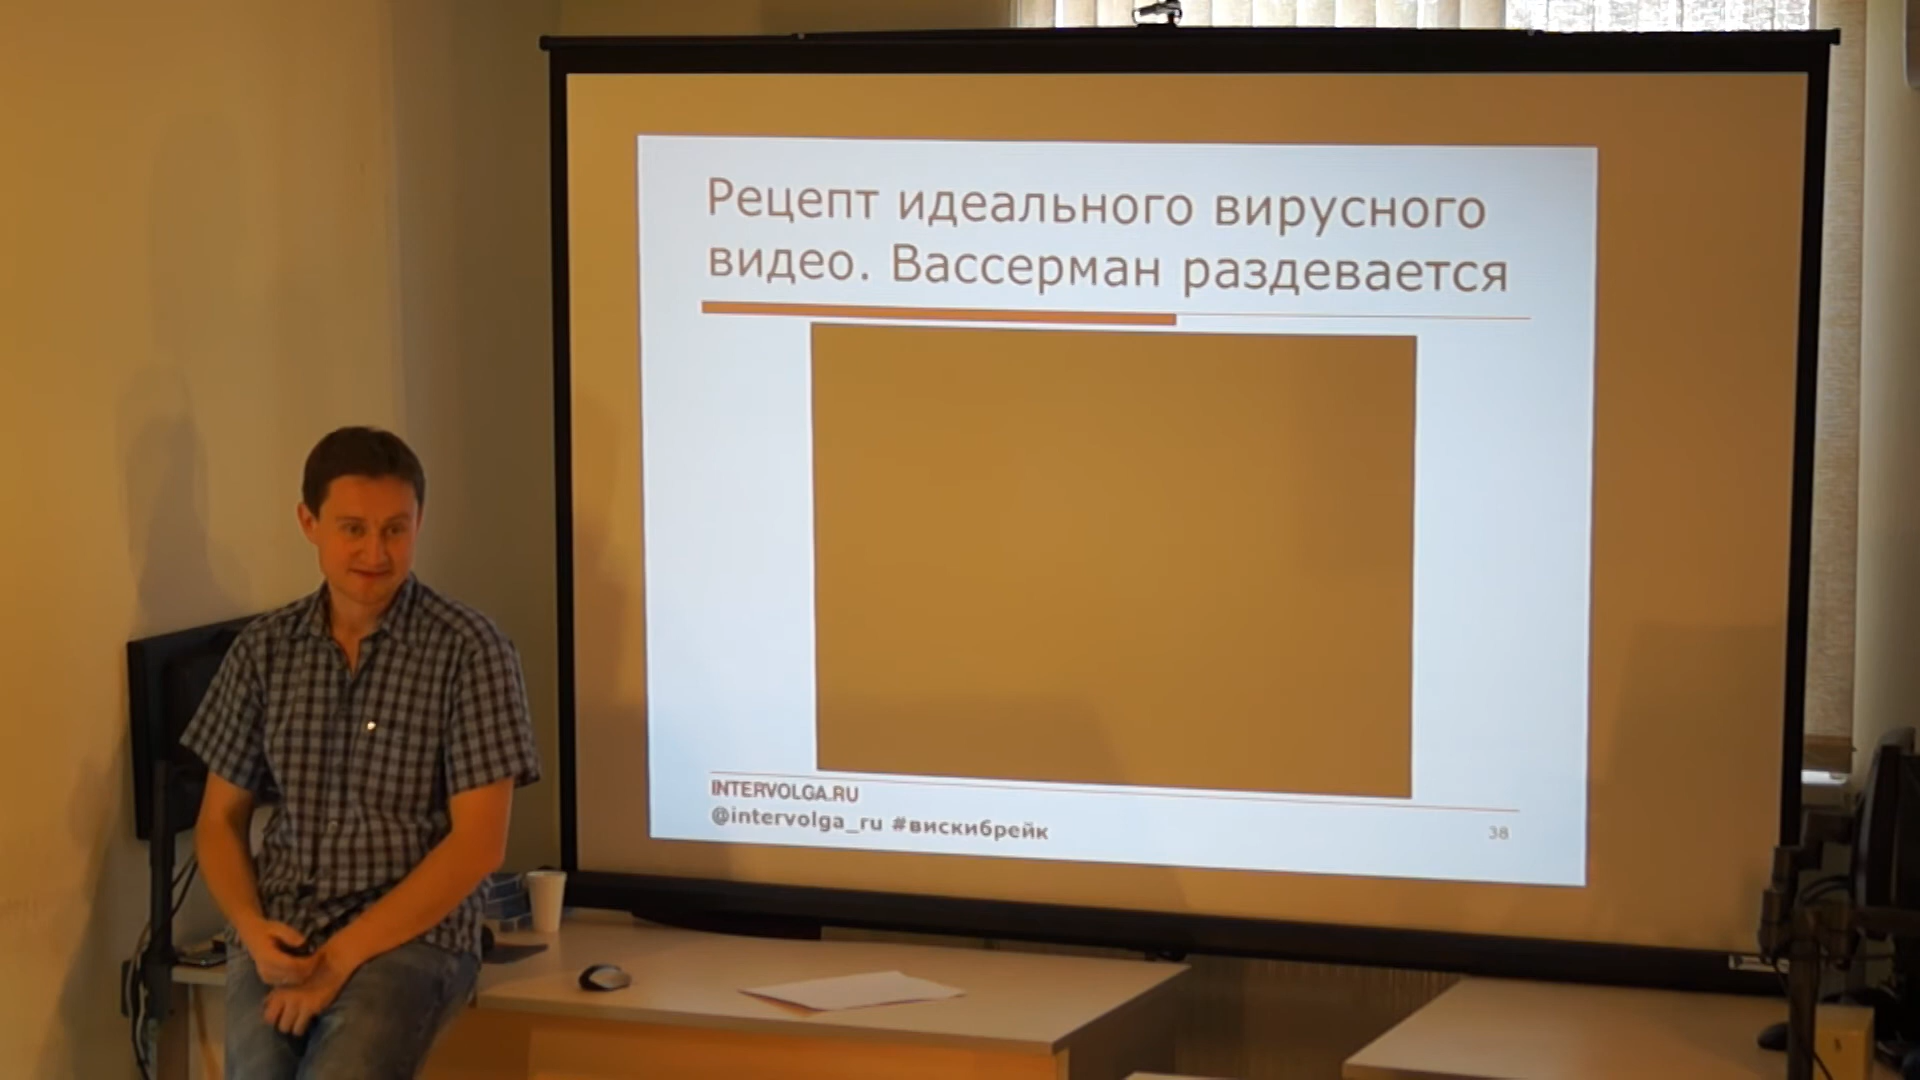 Рецепт идеального вирусного
видео. Вассерман раздевается
INTERVOLGA.RU
@intervolga_ru #вискибрейк
38